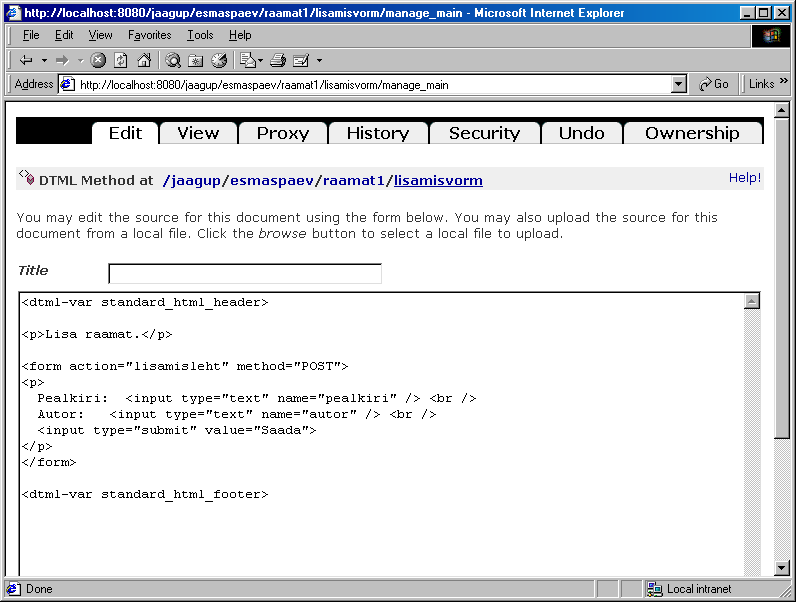 http://localhost:8080/jaagup/esmaspaev/raamat1/lisamisvorm/manage_main - Microsoft Internet Explorer
File Edit View Favorites Tools Help
Address http://localhost:8080/jaagup/esmaspaev/raamat1/lisamisvorm/manage_main Go Links »
Edit View Proxy History Security Undo Ownership
DTML Method at /jaagup/esmaspaev/raamat1/lisamisvorm Help!
You may edit the source for this document using the form below. You may also upload the source for this
document from a local file. Click the browse button to select a local file to upload.
Title
<dtml-var standard_html_header>
<p>Lisa raamat.</p>
<form action="lisamisleht" method="POST">
<p>
Pealkiri: <input type="text" name="pealkiri" /> <br />
Autor: <input type="text" name="autor" /> <br />
<input type="submit" value="Saada">
</p>
</form>
<dtml-var standard_html_footer>
Done Local intranet